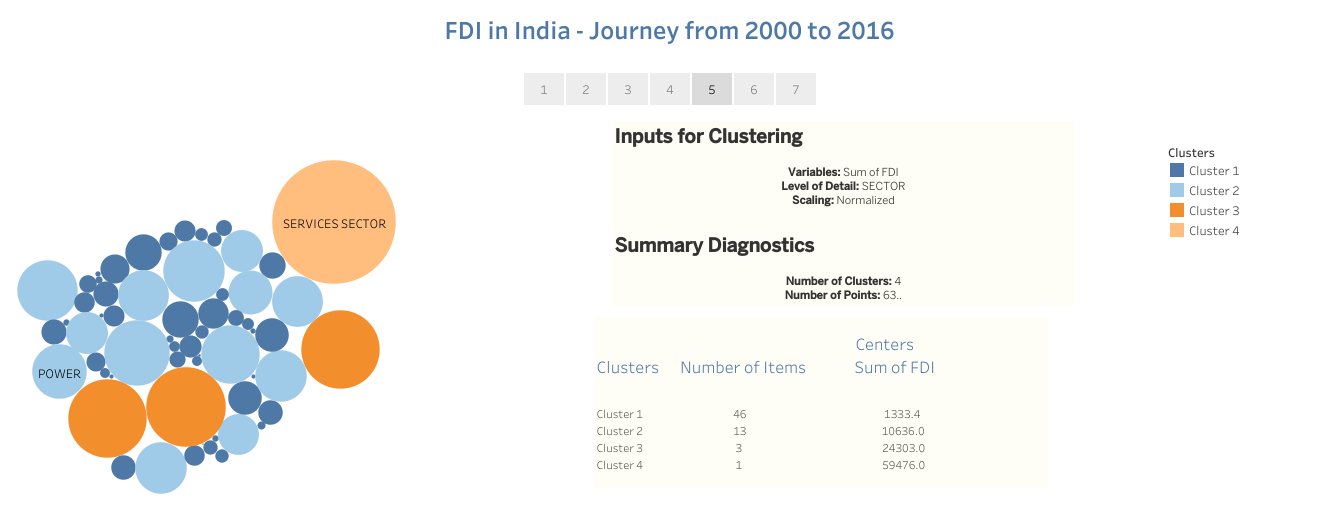 FDI in India - Journey from 2000 to 2016
1 2 3 4 5 6 7
Inputs for Clustering
Variables: Sum of FDI
Level of Detail: SECTOR
Scaling: Normalized
Summary Diagnostics
Number of Clusters: 4
Number of Points: 63..
Clusters
Cluster 1
Cluster 2
Cluster 3
Cluster 4
SERVICES SECTOR
POWER
Centers
Clusters Number of Items Sum of FDI
Cluster 1 46 1333.4
Cluster 2 13 10636.0
Cluster 3 3 24303.0
Cluster 4 1 59476.0